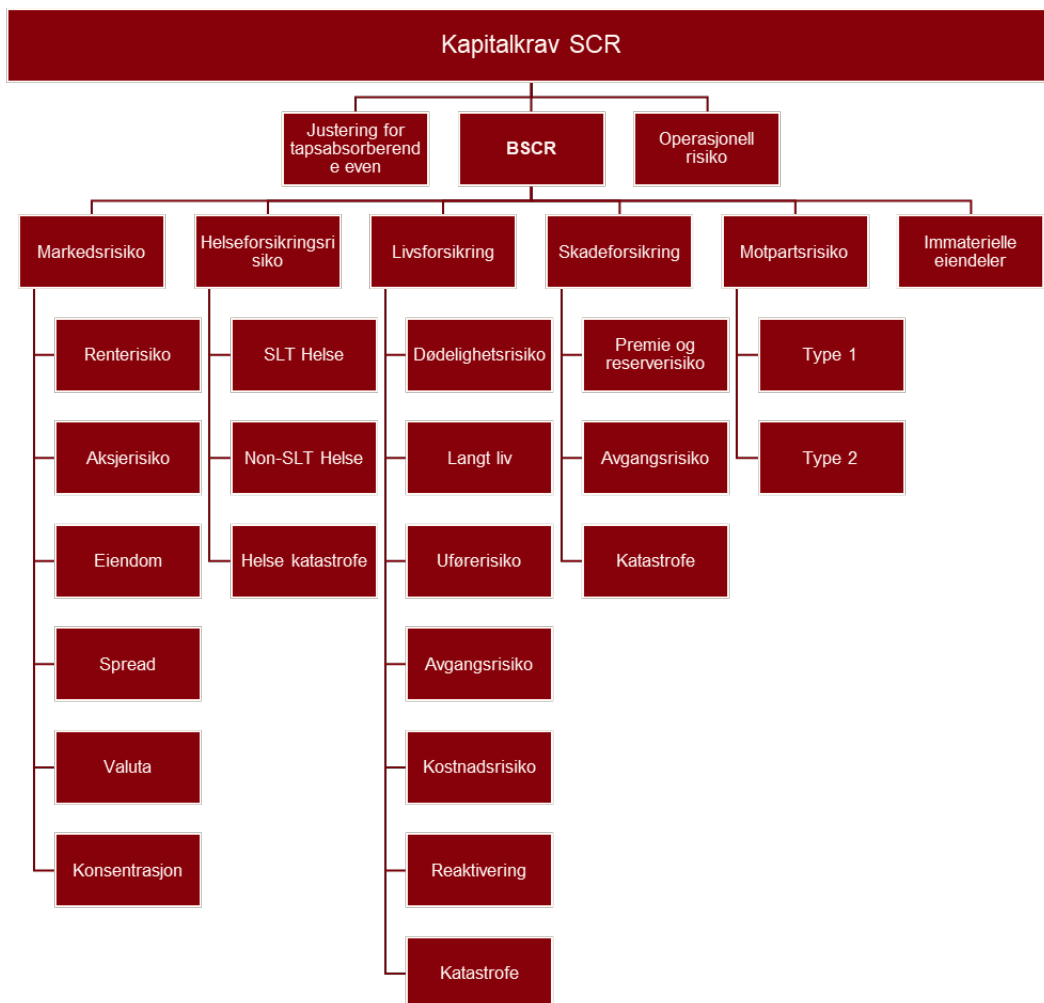 Kapitalkrav SCR
Justering for
tapsabsorberend
e even
BSCR
Operasjonell
risiko
Markedsrisiko
Helseforsikringsri
siko
Livsforsikring
Skadeforsikring
Motpartsrisiko
Immaterielle
eiendeler
Renterisiko
SLT Helse
Dødelighetsrisiko
Premie og
reserverisiko
Type 1
Aksjerisiko
Non-SLT Helse
Langt liv
Avgangsrisiko
Type 2
Eiendom
Helse katastrofe
Uførerisiko
Katastrofe
Spread
Avgangsrisiko
Valuta
Kostnadsrisiko
Konsentrasjon
Reaktivering
Katastrofe